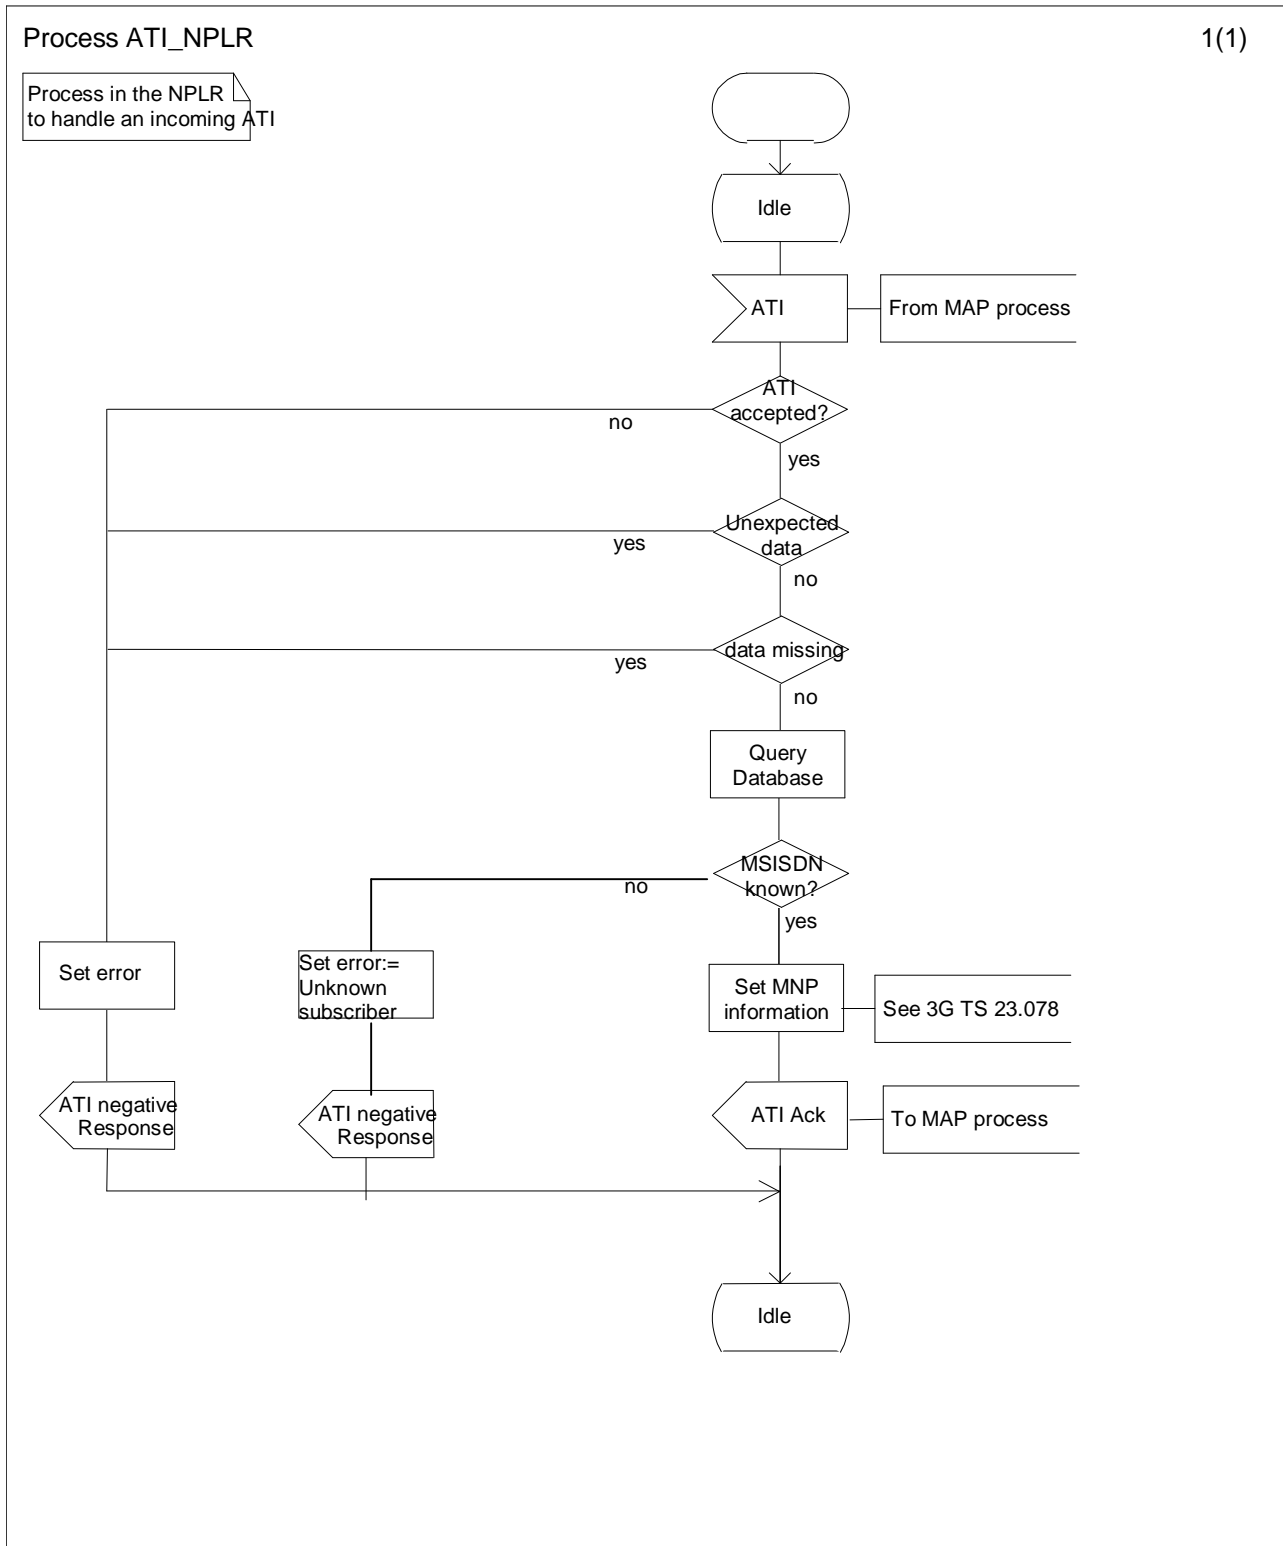 Process ATI_NPLR
1(1)
Process in the NPLR
to handle an incoming ATI
Idle
ATI
From MAP process
ATI
accepted?
no
yes
Unexpected
data
yes
no
data missing
yes
no
Query
Database
MSISDN
known?
no
yes
Set error
Set error:=
Unknown
subscriber
Set MNP
information
See 3G TS 23.078
ATI negative
Response
ATI negative
Response
ATI Ack
To MAP process
Idle